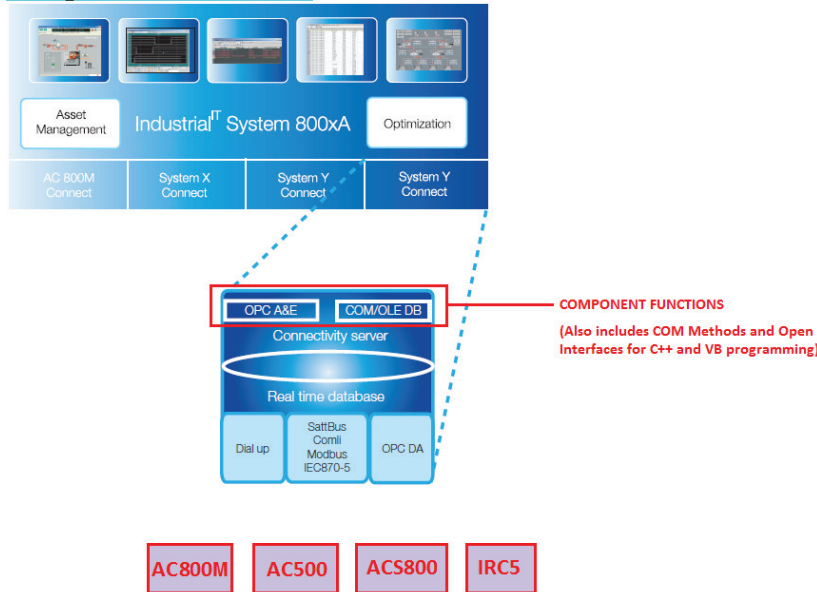 Asset
Management
Industrial IT System 800xA
Optimization
AC 800M
Connect
System X
Connect
System Y
Connect
System Y
Connect
OPC A&E
COM/OLE DB
COMPONENT FUNCTIONS
(Also includes COM Methods and Open
Interfaces for C++ and VB programming)
Connectivity server
Real time database
Dial up
SattBus
Comli
Modbus
IEC870-5
OPC DA
AC800M
AC500
ACS800
IRC5